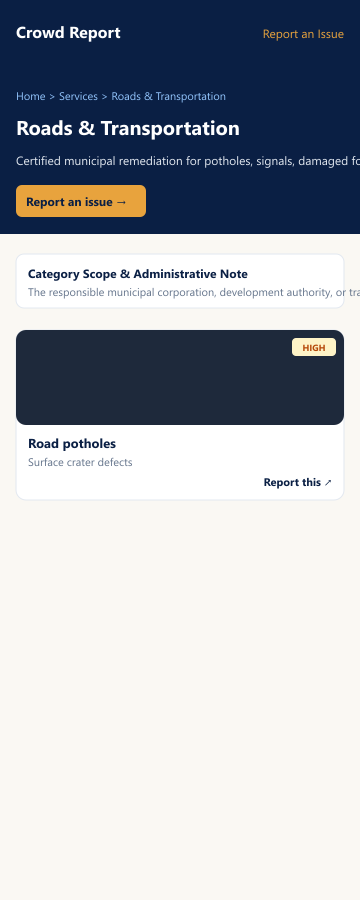 Crowd Report
Report an Issue
Home > Services > Roads & Transportation
Roads & Transportation
Certified municipal remediation for potholes, signals, damaged
Report an issue →
Category Scope & Administrative Note
The responsible municipal corporation, development authority, or
HIGH
Road potholes
Surface crater defects
Report this ↗